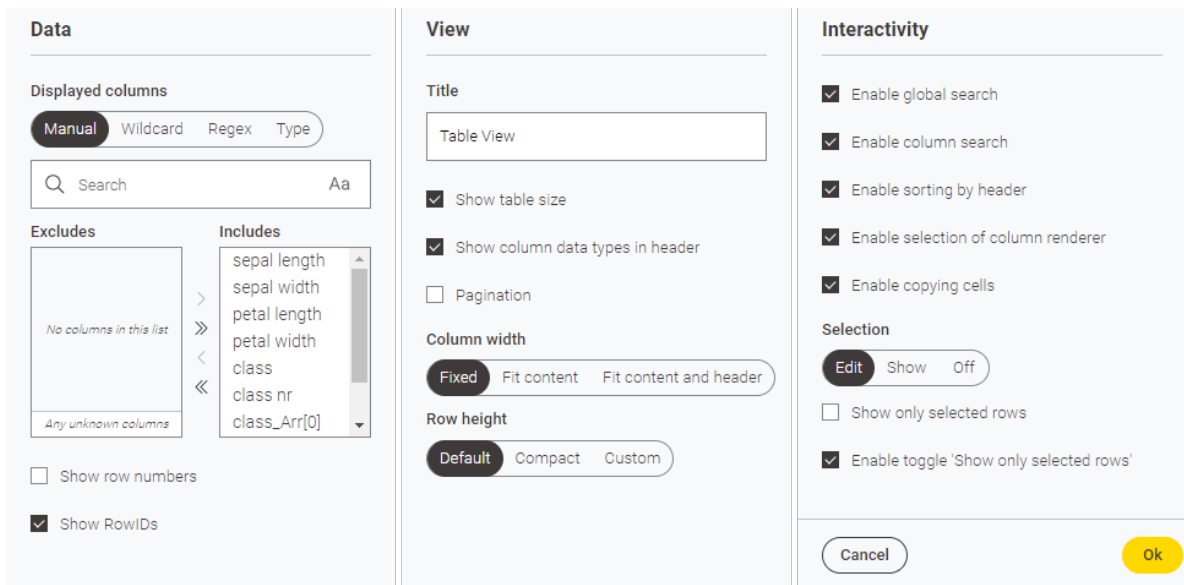 Data
Displayed columns
Manual Wildcard Regex Type
Search Aa
Excludes Includes
No columns in this list
Any unknown columns
sepal length
sepal width
petal length
petal width
class
class nr
class_Arr[0]
Show row numbers
Show RowIDs
View
Title
Table View
Show table size
Show column data types in header
Pagination
Column width
Fixed Fit content Fit content and header
Row height
Default Compact Custom
Interactivity
Enable global search
Enable column search
Enable sorting by header
Enable selection of column renderer
Enable copying cells
Selection
Edit Show Off
Show only selected rows
Enable toggle 'Show only selected rows'
Cancel Ok